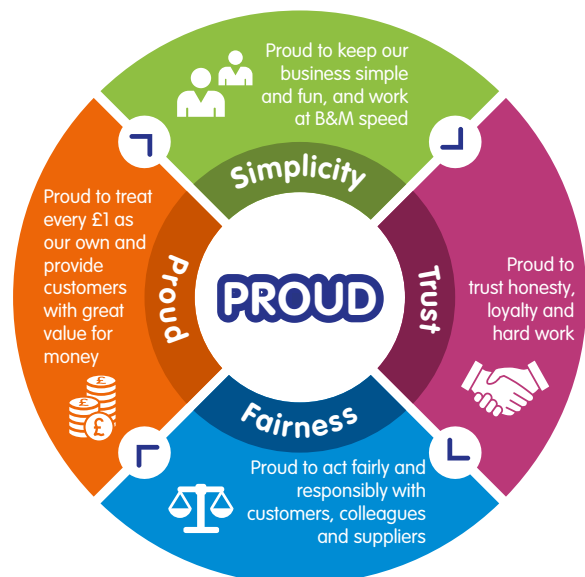 Proud to keep our
business simple
and fun, and work
at B&M speed
Simplicity
Proud to trust honesty,
loyalty and
hard work
Trust
Proud to act fairly and
responsibly with
customers, colleagues
and suppliers
Fairness
Proud to treat
every £1 as
our own and
provide
customers
with great
value for
money
Proud
£
£
PROUD